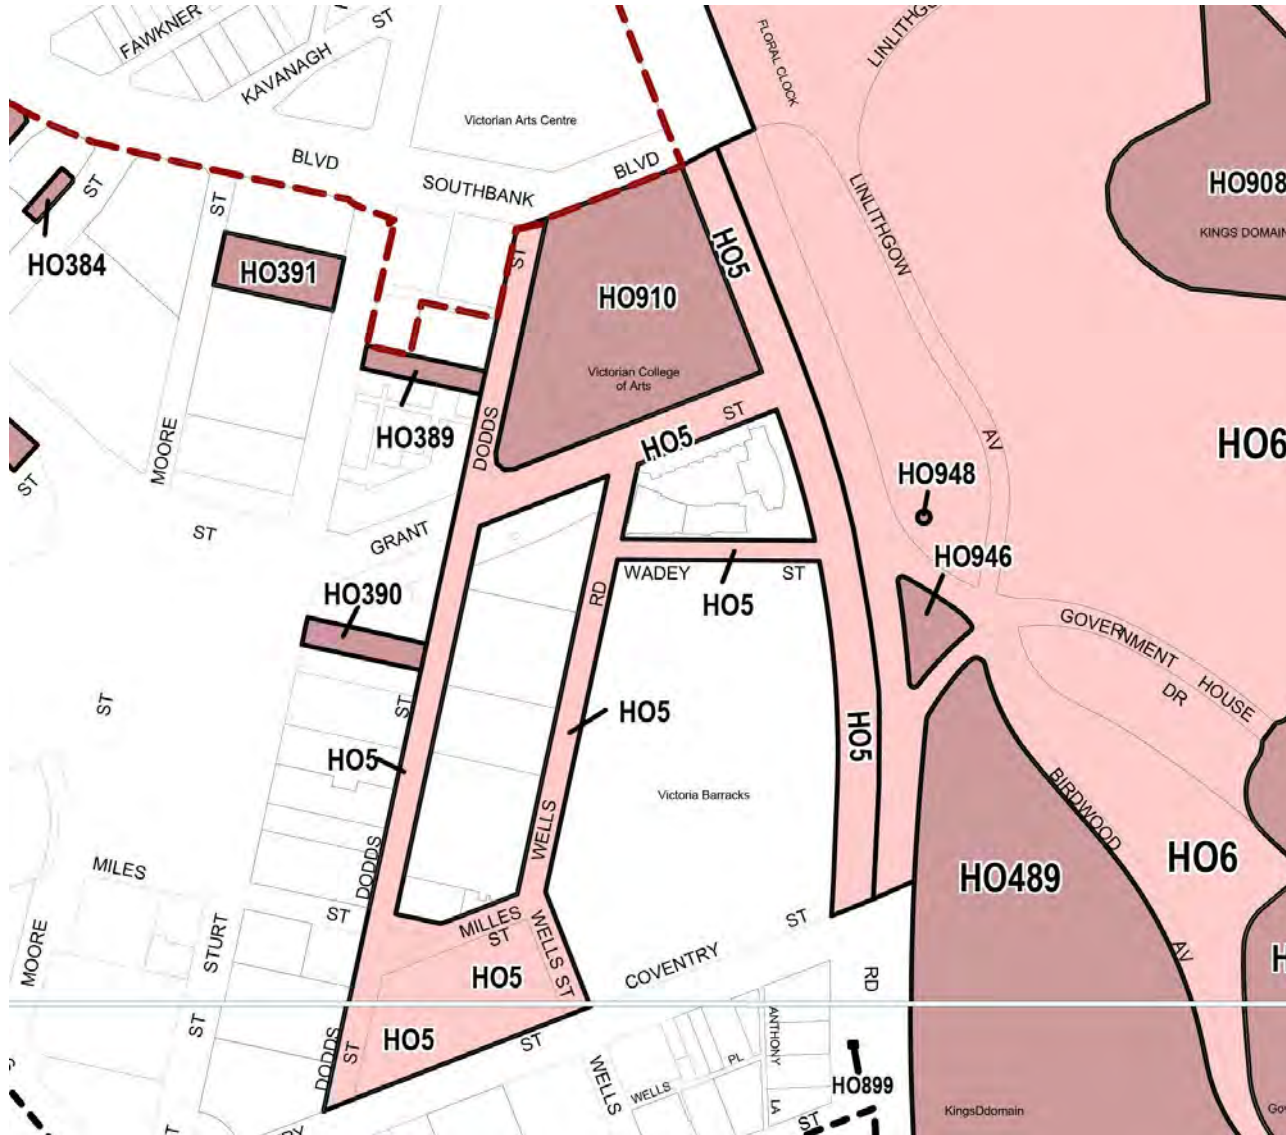 FAWKNER
ST
KAVANAGH
FLORAL CLOCK
Victorian Arts Centre
BLVD
SOUTHBANK
BLVD
LINLITHGOW
HO908
KINGS DOMAIN
ST
ST
HO384
HO391
ST
HO5
HO910
Victorian College
of Arts
HO389
MOORE
DODDS
ST
HO5
AV
HO6
HO948
ST
ST
GRANT
HO946
HO390
WADEY
ST
HO5
RD
GOVERNMENT
HOUSE
DR
ST
ST
HO5
HO5
HO5
Victoria Barracks
BIRDWOOD
WELLS
HO6
HO489
MILES
DODDS
ST
MILLES
ST
WELLS ST
ST
COVENTRY
MOORE
STURT
AV
HO5
RD
ST
HO5
DODDS
ST
ST
ANTHONY
LA
WELLS
WELLS
PL
HO899
ST
KingsDdomain